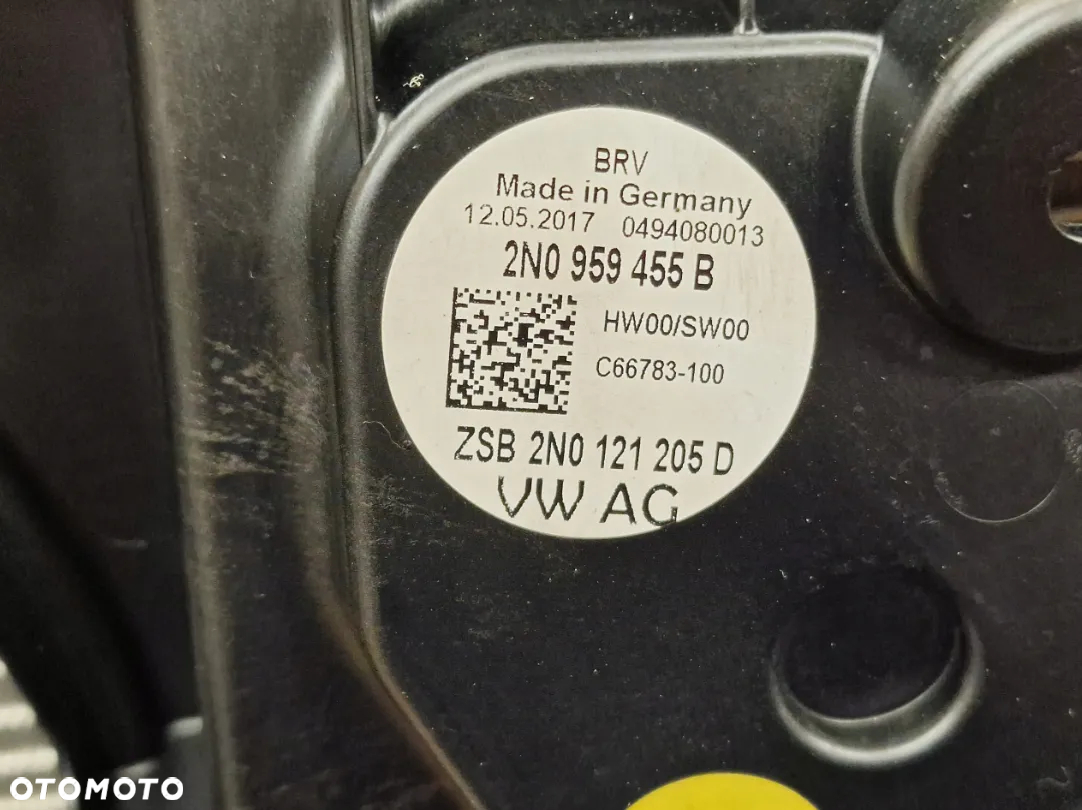 BRV
Made in Germany
12.05.2017 0494080013
2N0 959 455 B
HW00/SW00
C66783-100
ZSB 2N0 121 205 D
VW AG
OTOMOTO